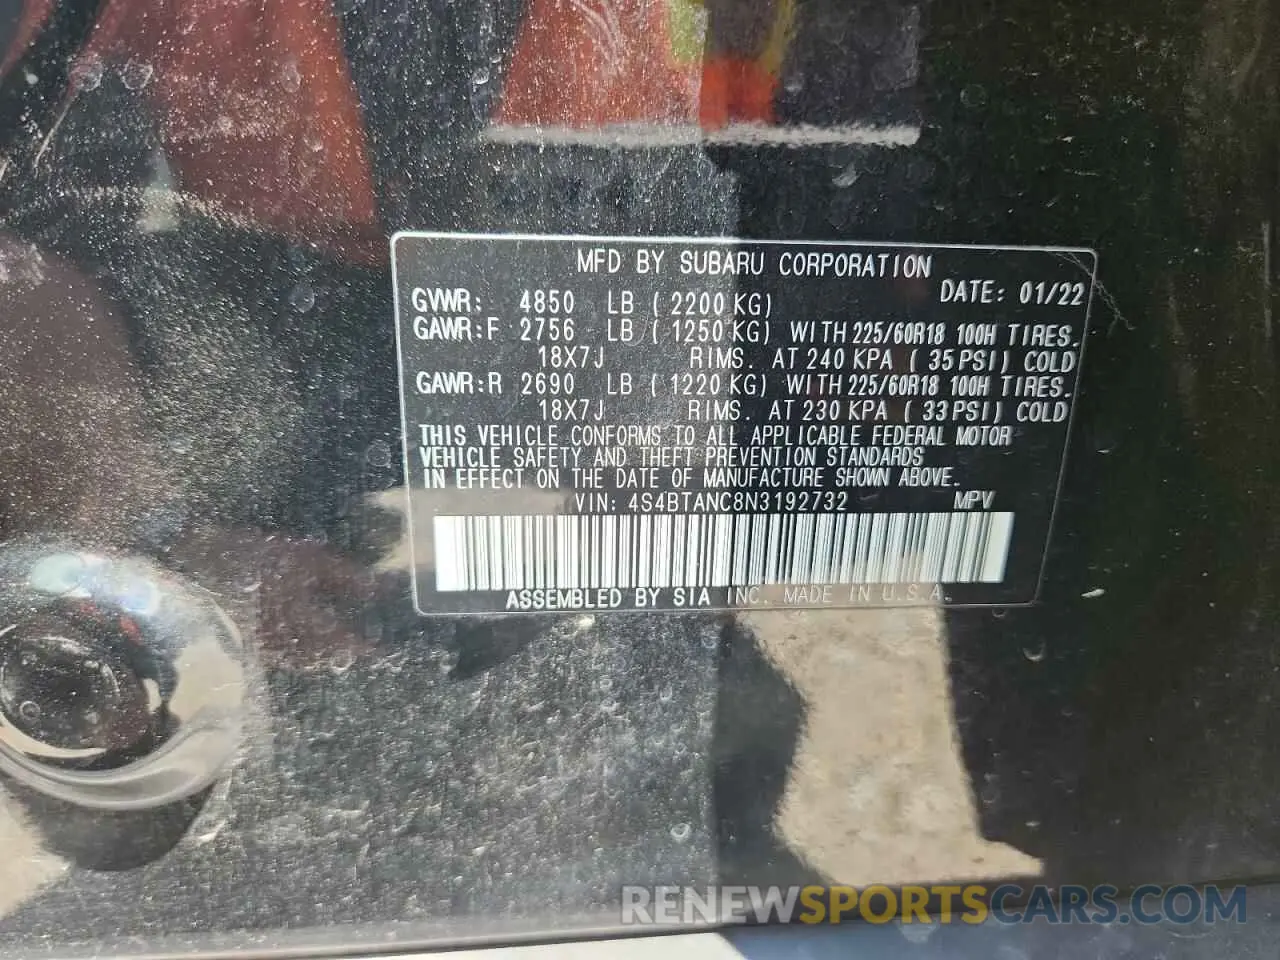 MFD BY SUBARU CORPORATION
GVWR: 4850 LB (2200 KG) DATE: 01/22
GAWR:F 2756 LB (1250 KG) WITH 225/60R18 100H TIRES.
18X7J RIMS. AT 240 KPA (35 PSI) COLD
GAWR:R 2690 LB (1220 KG) WITH 225/60R18 100H TIRES.
18X7J RIMS. AT 230 KPA (33 PSI) COLD
THIS VEHICLE CONFORMS TO ALL APPLICABLE FEDERAL MOTOR
VEHICLE SAFETY AND THEFT PREVENTION STANDARDS
IN EFFECT ON THE DATE OF MANUFACTURE SHOWN ABOVE.
VIN: 4S4BTANC8N3192732 MPV
ASSEMBLED BY SIA INC. MADE IN U.S.A.
RENEWSPORTSCARS.COM